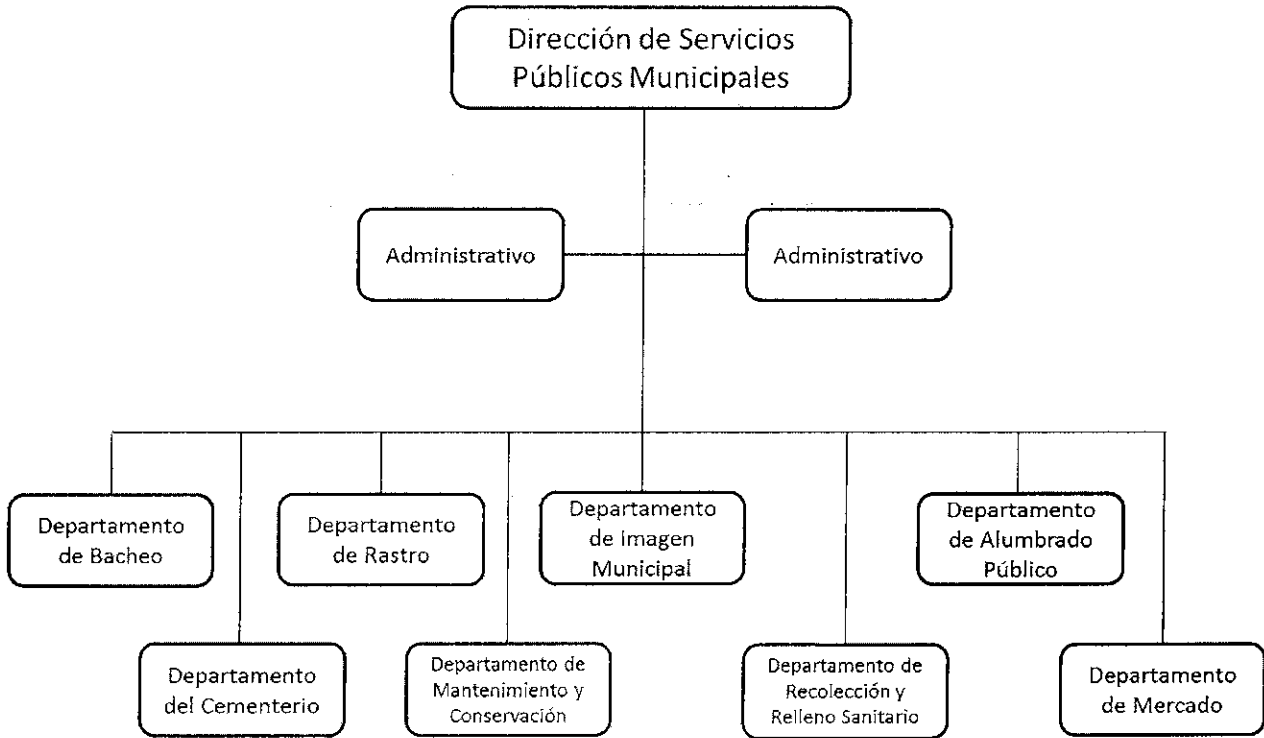 Dirección de Servicios
Públicos Municipales
Administrativo
Administrativo
Departamento
de Bacheo
Departamento
de Rastro
Departamento
de Imagen
Municipal
Departamento
de Alumbrado
Público
Departamento
del Cementerio
Departamento de
Mantenimiento y
Conservación
Departamento de
Recolección y
Relleno Sanitario
Departamento
de Mercado